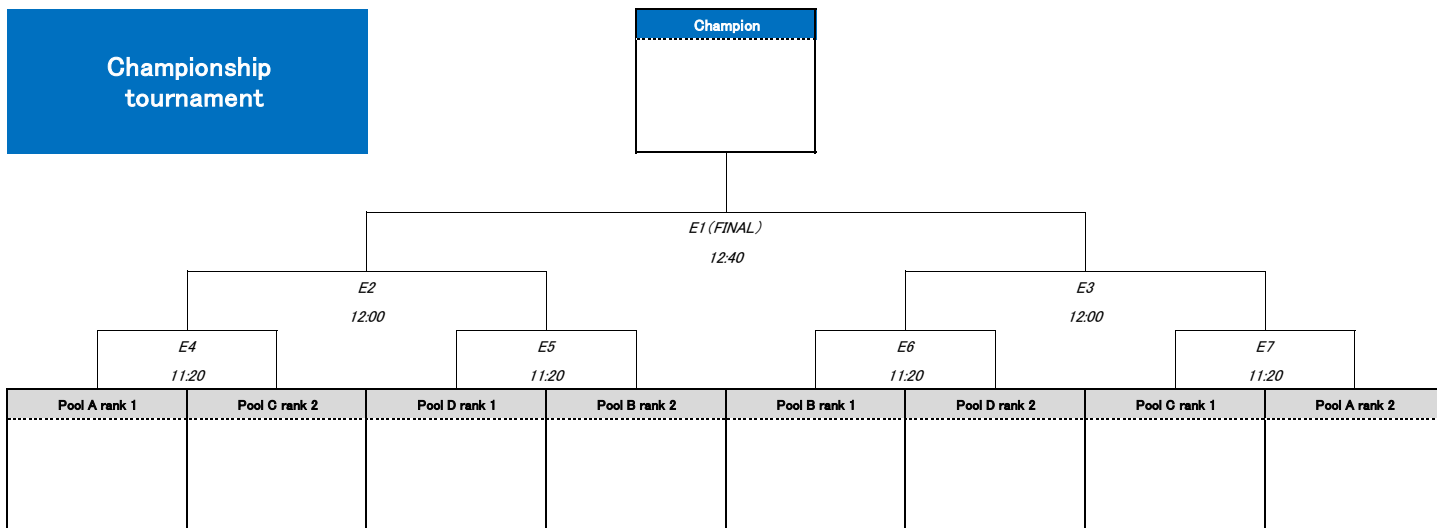 Championship
tournament
Champion
E1(FINAL)
12:40
E2
E3
12:00
12:00
E4
E5
E6
E7
11:20
11:20
11:20
11:20
Pool A rank 1
Pool C rank 2
Pool D rank 1
Pool B rank 2
Pool B rank 1
Pool D rank 2
Pool C rank 1
Pool A rank 2